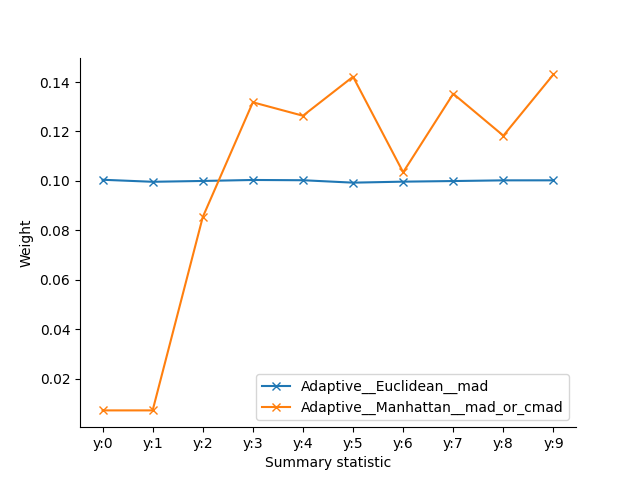 0.14
0.12
0.10
0.08
0.06
0.04
0.02
Weight
Adaptive__Euclidean__mad
Adaptive__Manhattan__mad_or_cmad
y:0 y:1 y:2 y:3 y:4 y:5 y:6 y:7 y:8 y:9
Summary statistic